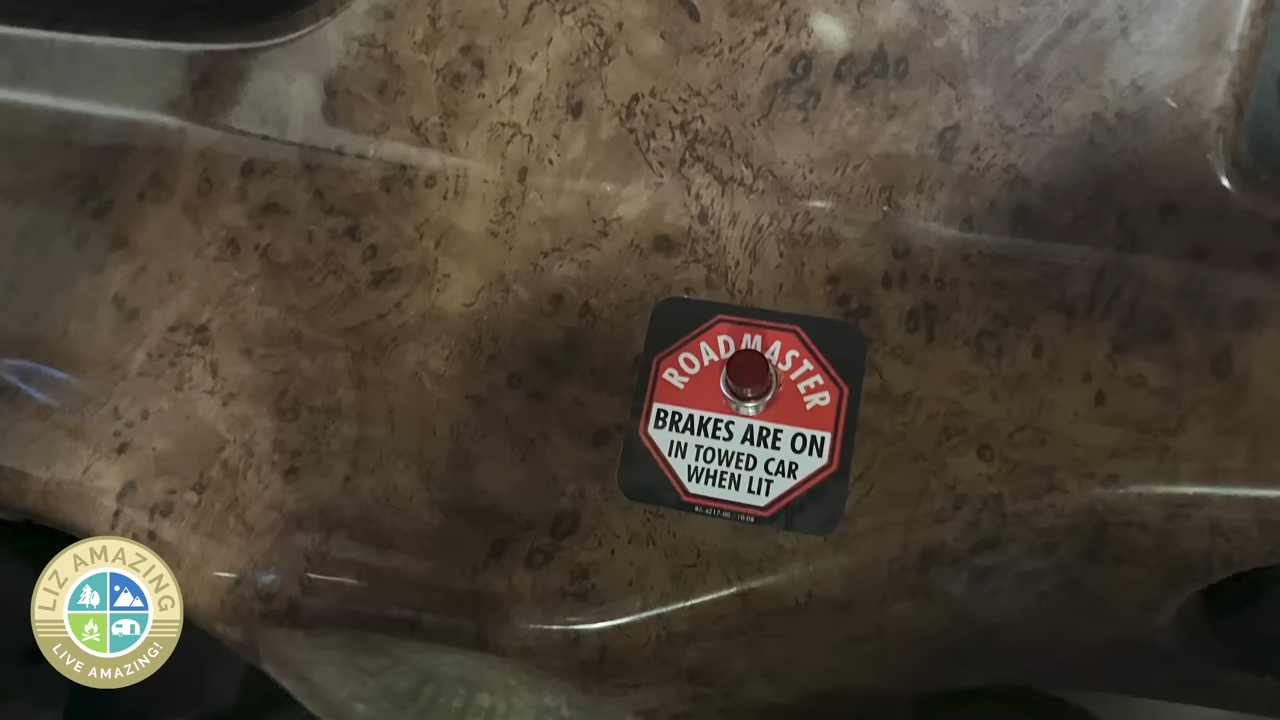 ROADMASTER
BRAKES ARE ON
IN TOWED CAR
WHEN LIT
LIZ AMAZING
LIVE AMAZING!